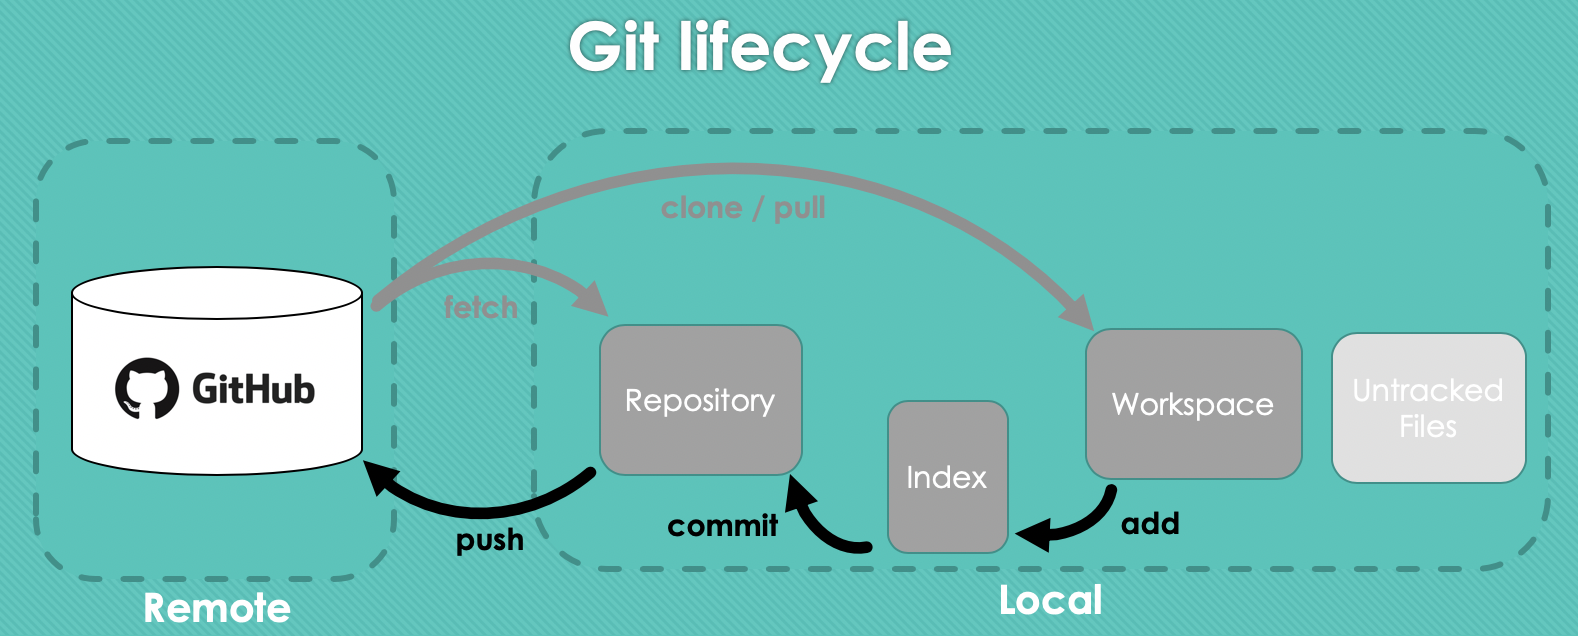 Git lifecycle
clone / pull
fetch
GitHub
Repository
Index
Workspace
Untracked
Files
push
commit
add
Remote
Local